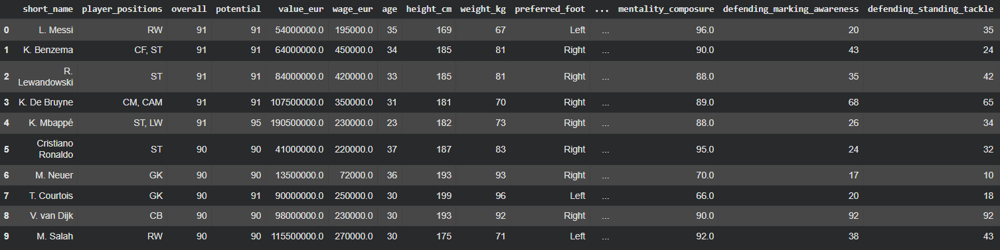 short_name player_positions overall potential value_eur wage_eur age height_cm weight_kg preferred_foot ... mentality_composure defending_marking_awareness defending_standing_tackle
0 L. Messi RW 91 91 54000000.0 195000.0 35 169 67 Left ... 96.0 20 35
1 K. Benzema CF, ST 91 91 64000000.0 450000.0 34 185 81 Right ... 90.0 43 24
2 R. Lewandowski ST 91 91 84000000.0 420000.0 33 185 81 Right ... 88.0 35 42
3 K. De Bruyne CM, CAM 91 91 107500000.0 350000.0 31 181 70 Right ... 89.0 68 65
4 K. Mbappé ST, LW 91 95 190500000.0 230000.0 23 182 73 Right ... 88.0 26 34
5 Cristiano Ronaldo ST 90 90 41000000.0 220000.0 37 187 83 Right ... 95.0 24 32
6 M. Neuer GK 90 90 13500000.0 72000.0 36 193 93 Right ... 70.0 17 10
7 T. Courtois GK 90 91 90000000.0 250000.0 30 199 96 Left ... 66.0 20 18
8 V. van Dijk CB 90 90 98000000.0 230000.0 30 193 92 Right ... 90.0 92 92
9 M. Salah RW 90 90 115500000.0 270000.0 30 175 71 Left ... 92.0 38 43